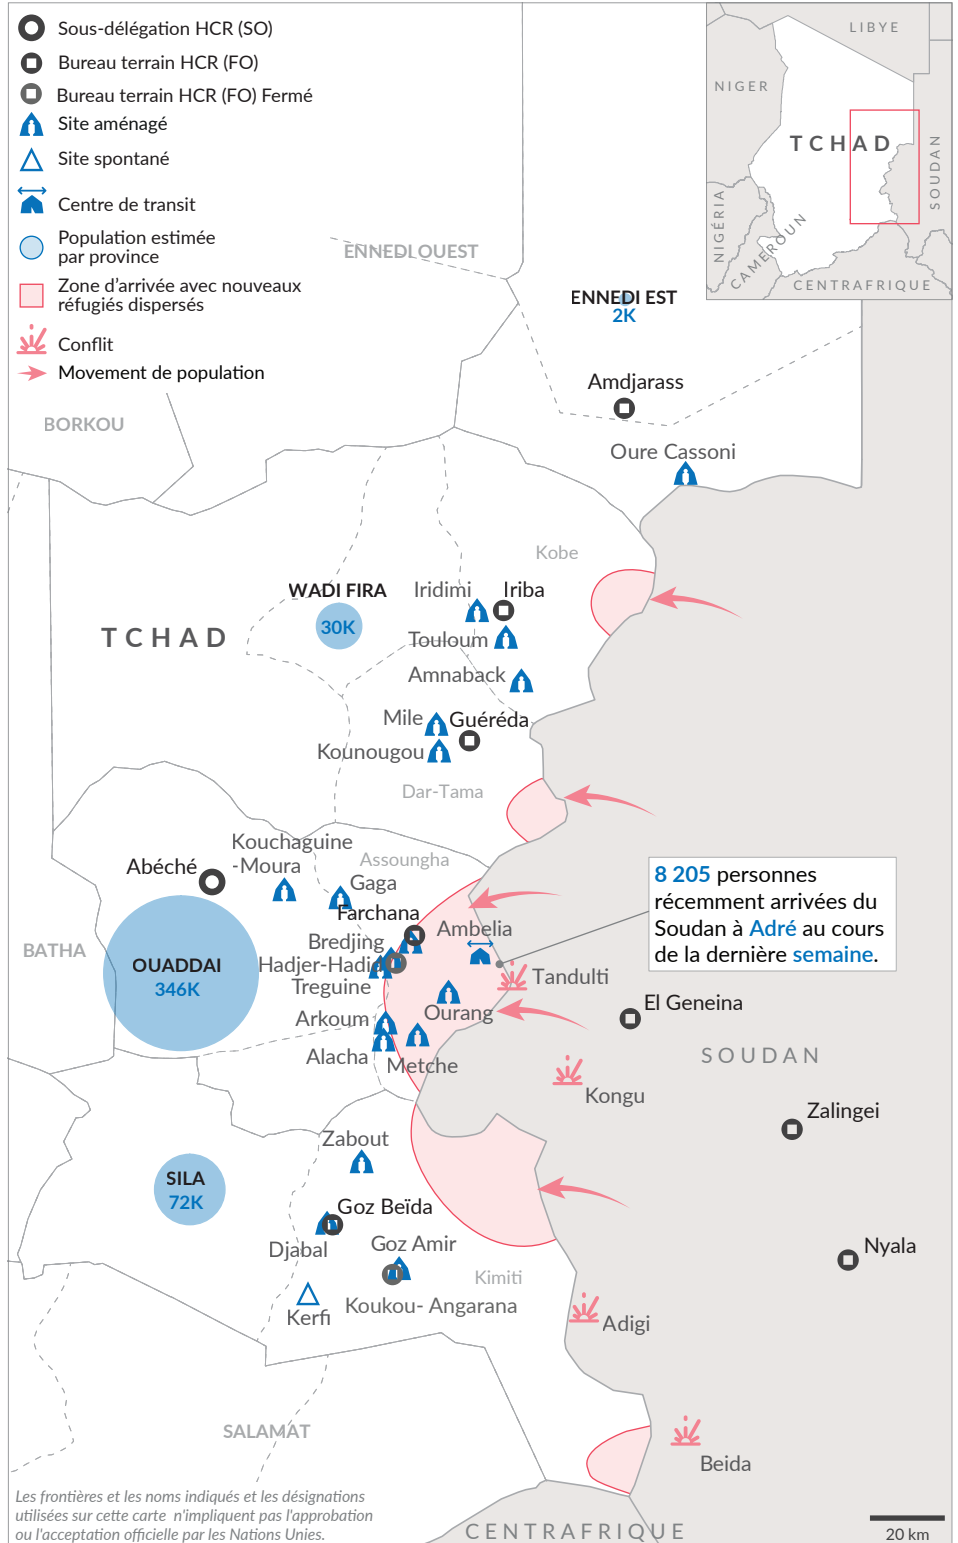 Sous-délégation HCR (SO)
Bureau terrain HCR (FO)
Bureau terrain HCR (FO) Fermé
Site aménagé
Site spontané
Centre de transit
Population estimée
par province
Zone d'arrivée avec nouveaux
réfugiés dispersés
Conflit
Movement de population
LIBYE
NIGER
TCHAD
SOUDAN
NIGÉRIA
CAMEROUN
CENTRAFRIQUE
ENNEDI OUEST
ENNEDI EST
2K
Amdjarass
BORKOU
Oure Cassoni
Kobe
WADI FIRA
30K
Iridimi
Iriba
TCHAD
Touloum
Amnaback
Mile
Guéréda
Kounougou
Dar-Tama
Kouchaguine
-Moura
Assoungha
Abéché
Gaga
Farchana
8 205 personnes
récemment arrivées du
Soudan à Adré au cours
de la dernière semaine.
Ambelia
BATHA
Bredjing
OUADDAI
346K
Hadjer-Hadid
Treguine
Tandulti
El Geneina
Ourang
Arkoum
Alacha
Metche
SOUDAN
Kongu
Zalingei
Zabout
SILA
72K
Goz Beïda
Djabal
Goz Amir
Nyala
Kimiti
Koukou- Angarana
Kerfi
Adigi
SALAMAT
Beida
Les frontières et les noms indiqués et les désignations
utilisées sur cette carte n'impliquent pas l'approbation
ou l'acceptation officielle par les Nations Unies.
CENTRAFRIQUE
20 km